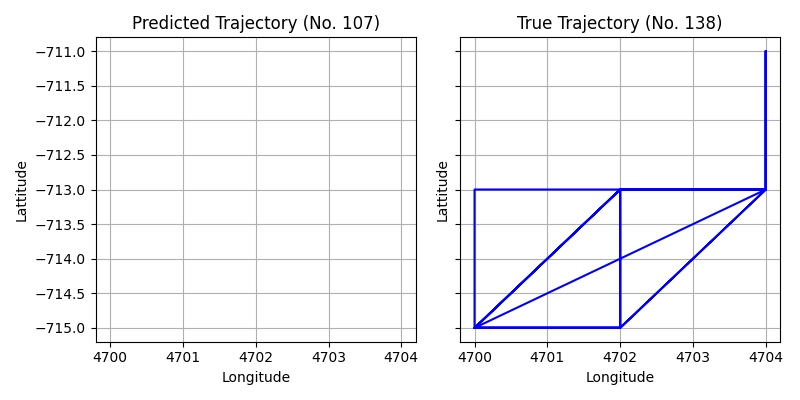 Predicted Trajectory (No. 107)
−711.0
−711.5
−712.0
−712.5
−713.0
−713.5
−714.0
−714.5
−715.0
Lattitude
4700 4701 4702 4703 4704
Longitude
True Trajectory (No. 138)
Lattitude
4700 4701 4702 4703 4704
Longitude